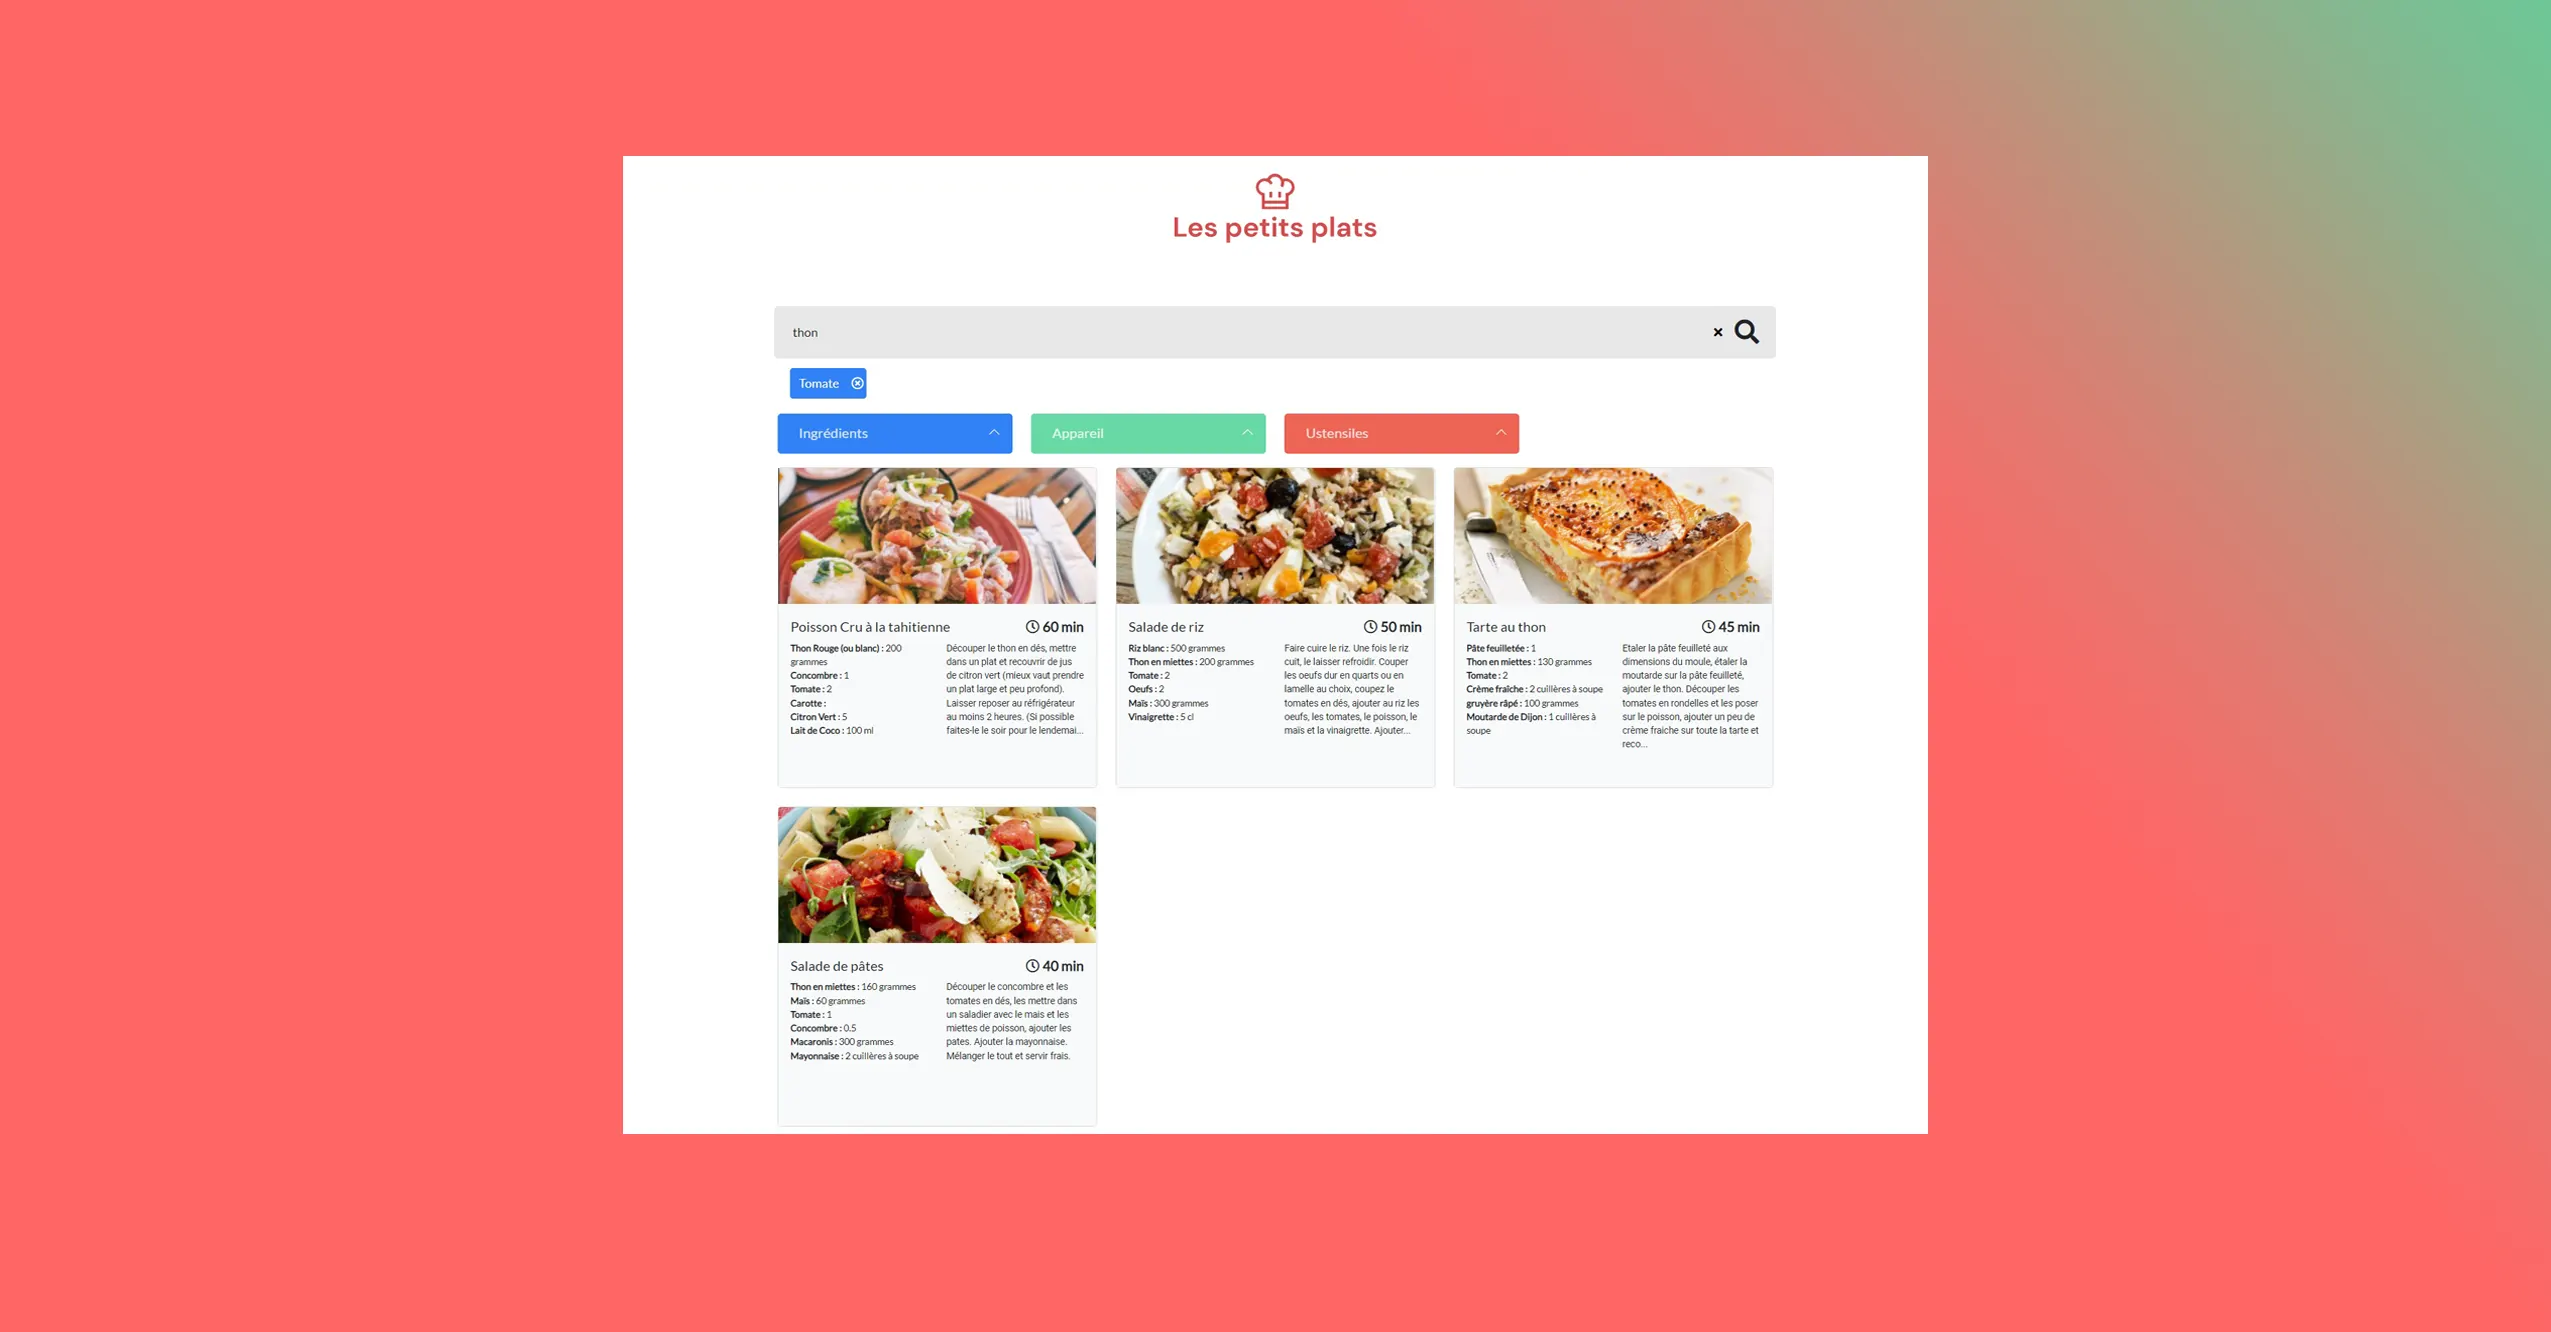 Les petits plats
thon
Tomate
Ingrédients
Appareil
Ustensiles
Poisson Cru à la tahitienne
60 min
Thon Rouge (ou blanc) : 200
grammes
Concombre : 1
Tomate : 2
Carotte :
Citron Vert : 5
Lait de Coco : 100 ml
Découper le thon en dés, mettre
dans un plat et recouvrir de jus
de citron vert (mieux vaut prendre
un plat large et peu profond).
Laisser reposer au réfrigérateur
au moins 2 heures. (Si possible
faites-le le soir pour le lendemai...
Salade de riz
50 min
Riz blanc : 500 grammes
Thon en miettes : 200 grammes
Tomate : 2
Oeufs : 2
Maïs : 300 grammes
Vinaigrette : 5 cl
Faire cuire le riz. Une fois le riz
cuit, le laisser refroidir. Couper
les oeufs dur en quarts ou en
lamelle au choix, coupez le
tomates en dés, ajouter au riz les
oeufs, les tomates, le poisson, le
maïs et la vinaigrette. Ajouter...
Tarte au thon
45 min
Pâte feuilletée : 1
Thon en miettes : 130 grammes
Tomate : 2
Crème fraîche : 2 cuillères à soupe
gruyère râpé : 100 grammes
Moutarde de Dijon : 1 cuillères à
soupe
Etaler la pâte feuilleté aux
dimensions du moule, étaler la
moutarde sur la pâte feuilleté,
ajouter le thon. Découper les
tomates en rondelles et les poser
sur le poisson, ajouter un peu de
crème fraiche sur toute la tarte et
reco...
Salade de pâtes
40 min
Thon en miettes : 160 grammes
Maïs : 60 grammes
Tomate : 1
Concombre : 0.5
Macaronis : 300 grammes
Mayonnaise : 2 cuillères à soupe
Découper le concombre et les
tomates en dés, les mettre dans
un saladier avec le mais et les
miettes de poisson, ajouter les
pates. Ajouter la mayonnaise.
Mélanger le tout et servir frais.